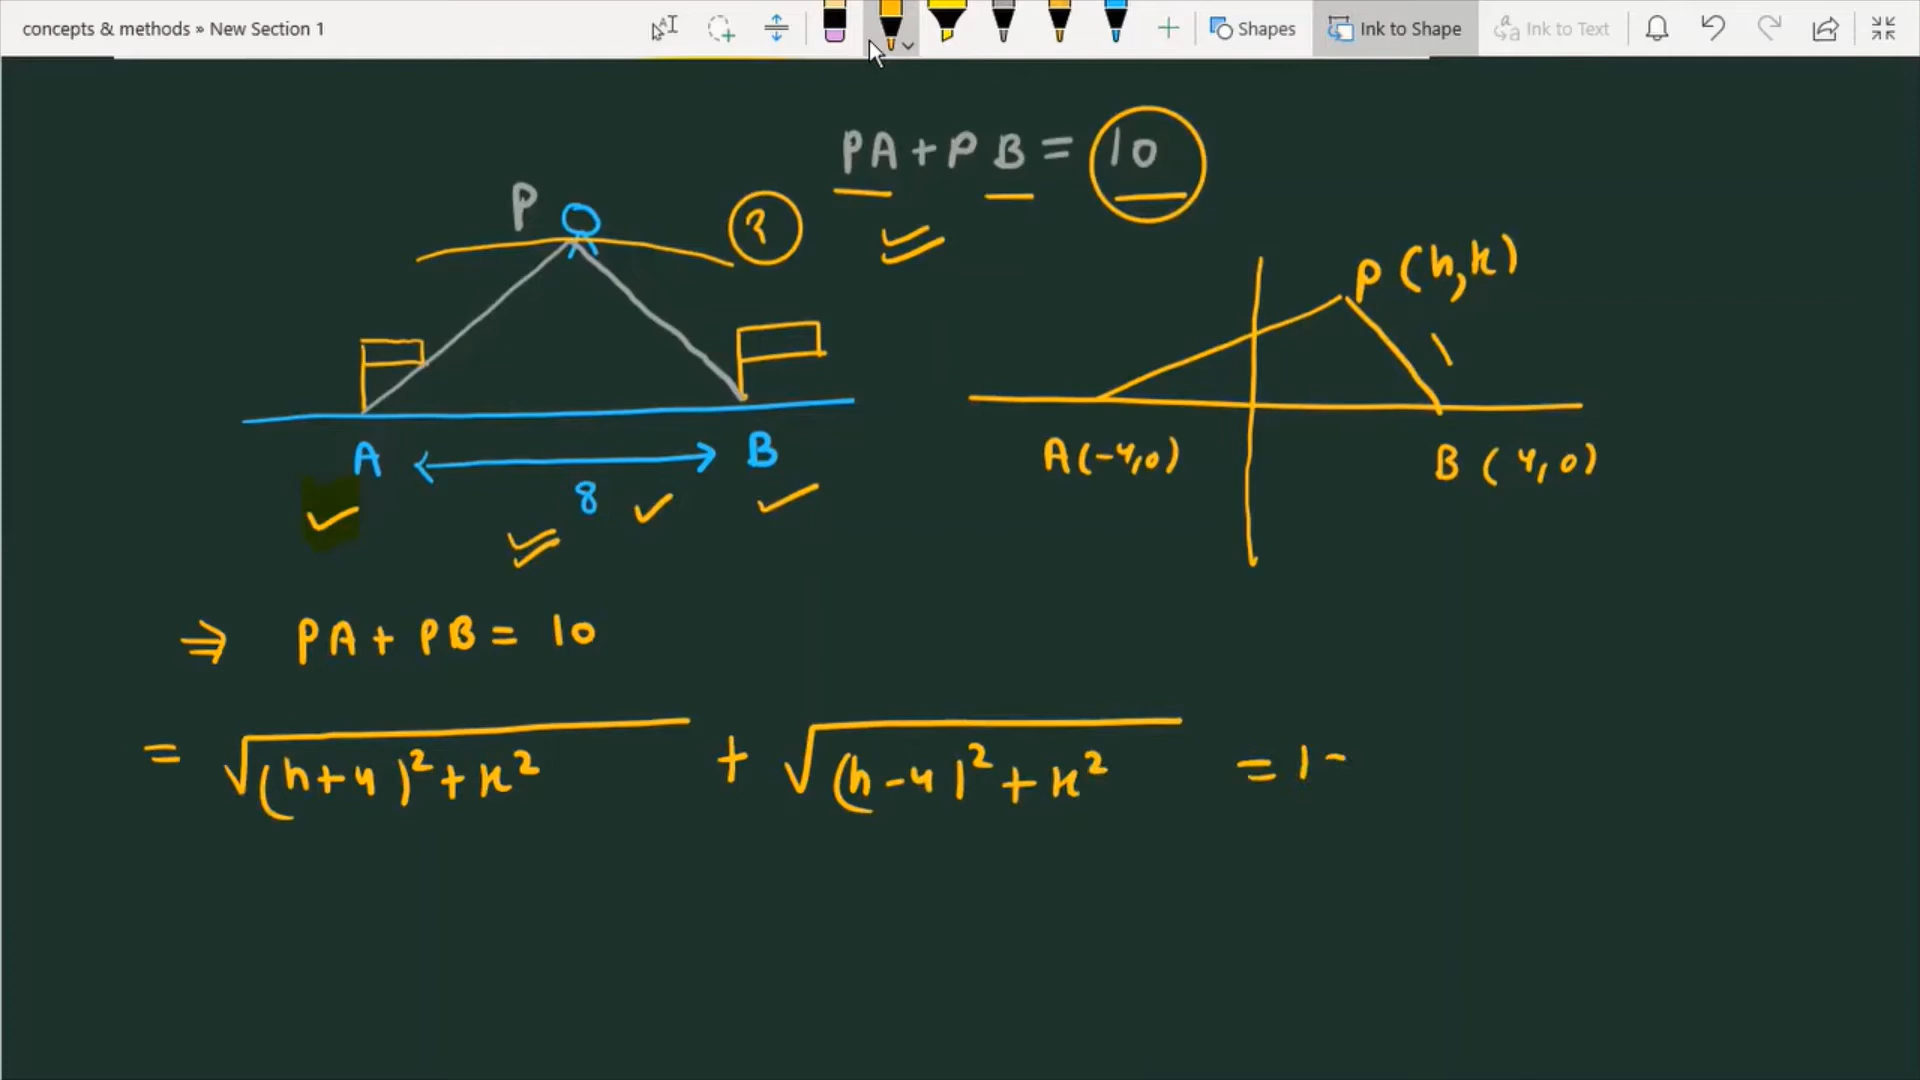 concepts & methods » New Section 1
Shapes
Ink to Shape
Ink to Text
PA + PB = 10
P
?
P (h,k)
A
B
8
A(-4,0)
B (4,0)
⇒ PA + PB = 10
= √(h+4)²+k² + √(h-4)²+k² = 1